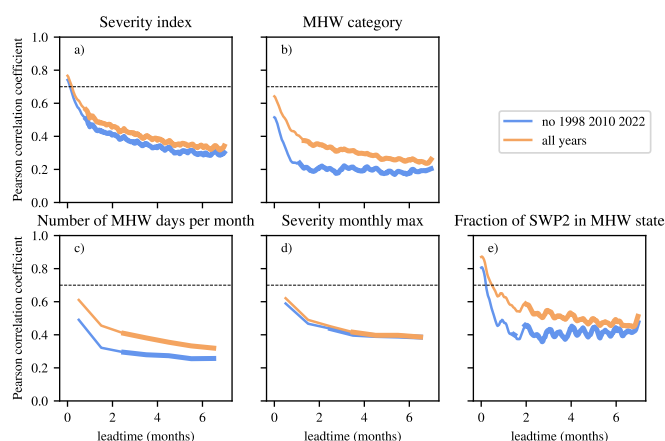 Severity index
MHW category
1.0
0.8
0.6
0.4
0.2
0.0
Pearson correlation coefficient
a)
b)
no 1998 2010 2022
all years
Number of MHW days per month
Severity monthly max
Fraction of SWP2 in MHW state
1.0
0.8
0.6
0.4
0.2
0.0
Pearson correlation coefficient
c)
d)
e)
0 2 4 6
0 2 4 6
0 2 4 6
leadtime (months)
leadtime (months)
leadtime (months)